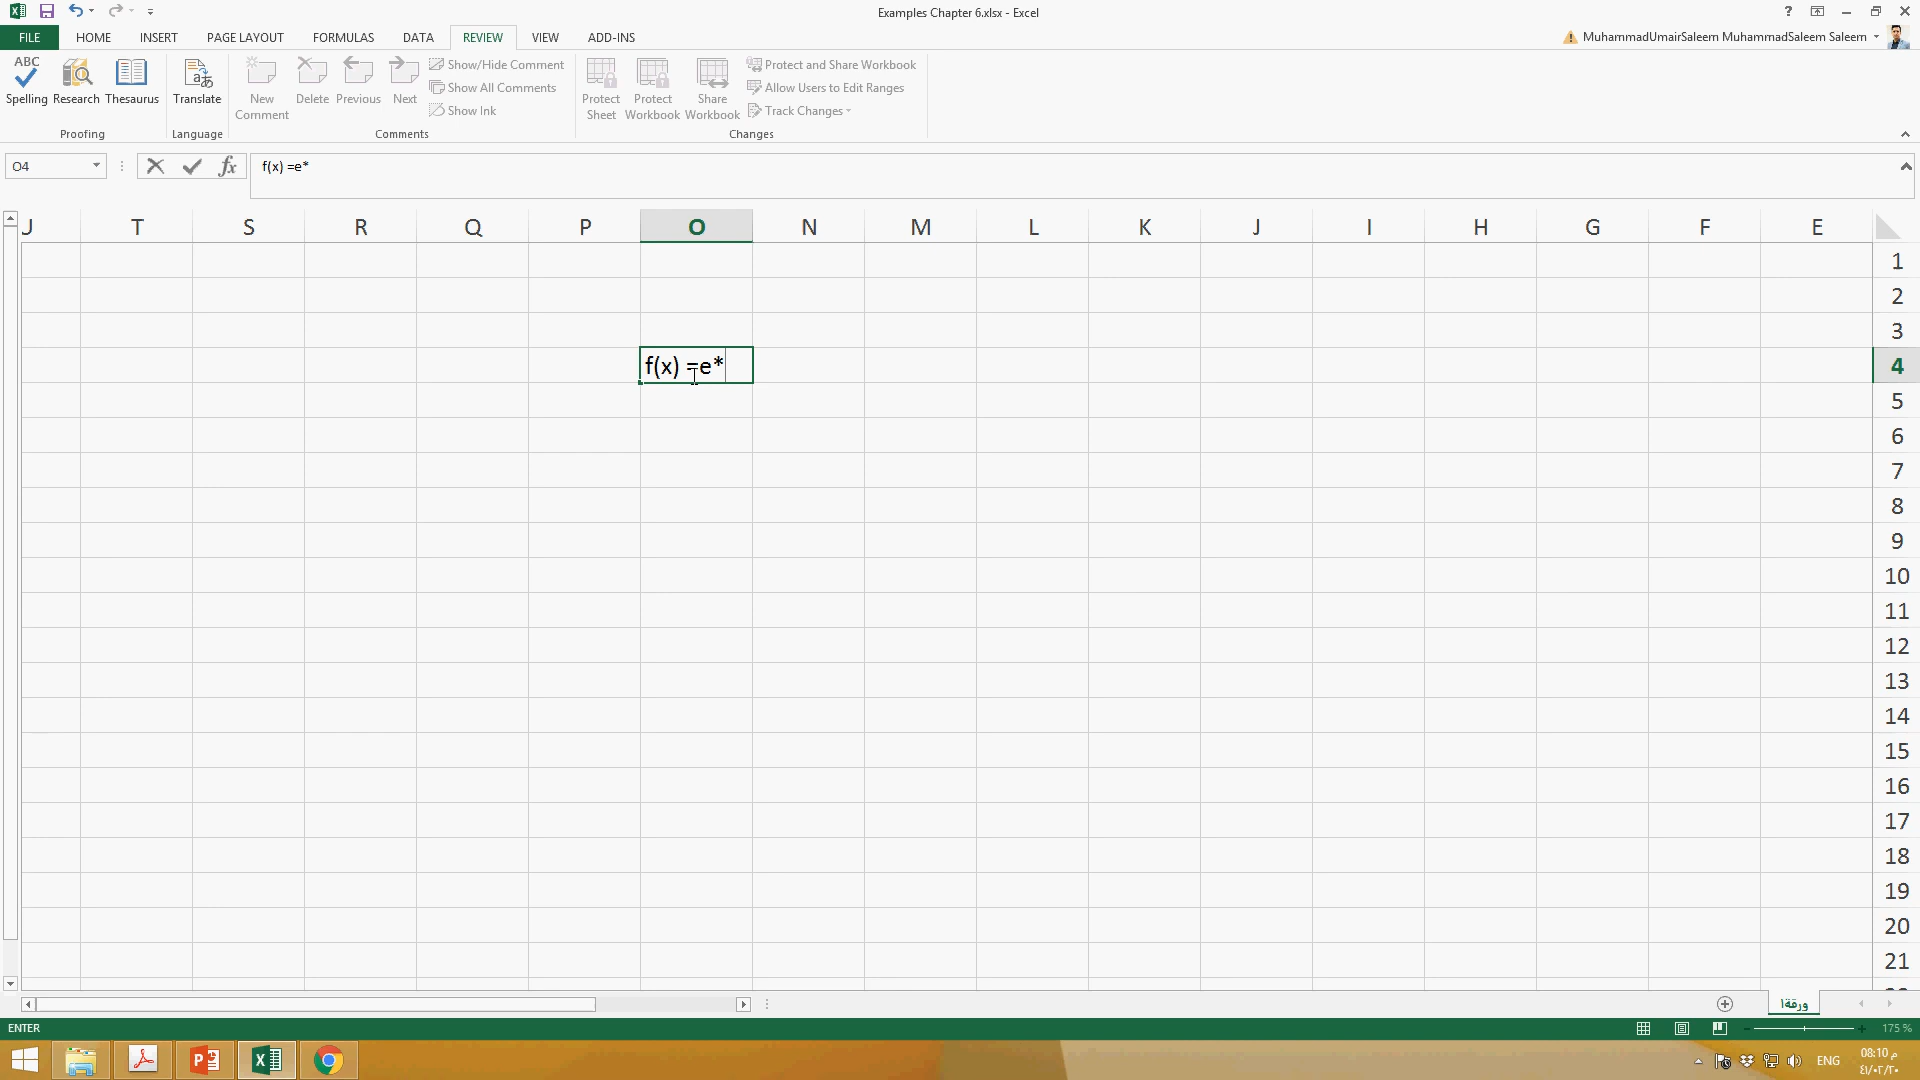 Examples Chapter 6.xlsx - Excel
FILE HOME INSERT PAGE LAYOUT FORMULAS DATA REVIEW VIEW ADD-INS
MuhammadUmairSaleem MuhammadSaleem Saleem
ABC
Spelling Research Thesaurus
Proofing
Translate
Language
New Comment
Delete Previous Next
Show/Hide Comment
Show All Comments
Show Ink
Comments
Protect Sheet
Protect Workbook
Share Workbook
Protect and Share Workbook
Allow Users to Edit Ranges
Track Changes
Changes
O4
fx
f(x) =e*
J T S R Q P O N M L K J I H G F E
1
2
3
f(x) =e* 4
5
6
7
8
9
10
11
12
13
14
15
16
17
18
19
20
21
ورقة١
ENTER
175 %
ENG
08:10 م
٤١/٠٢/٢٠